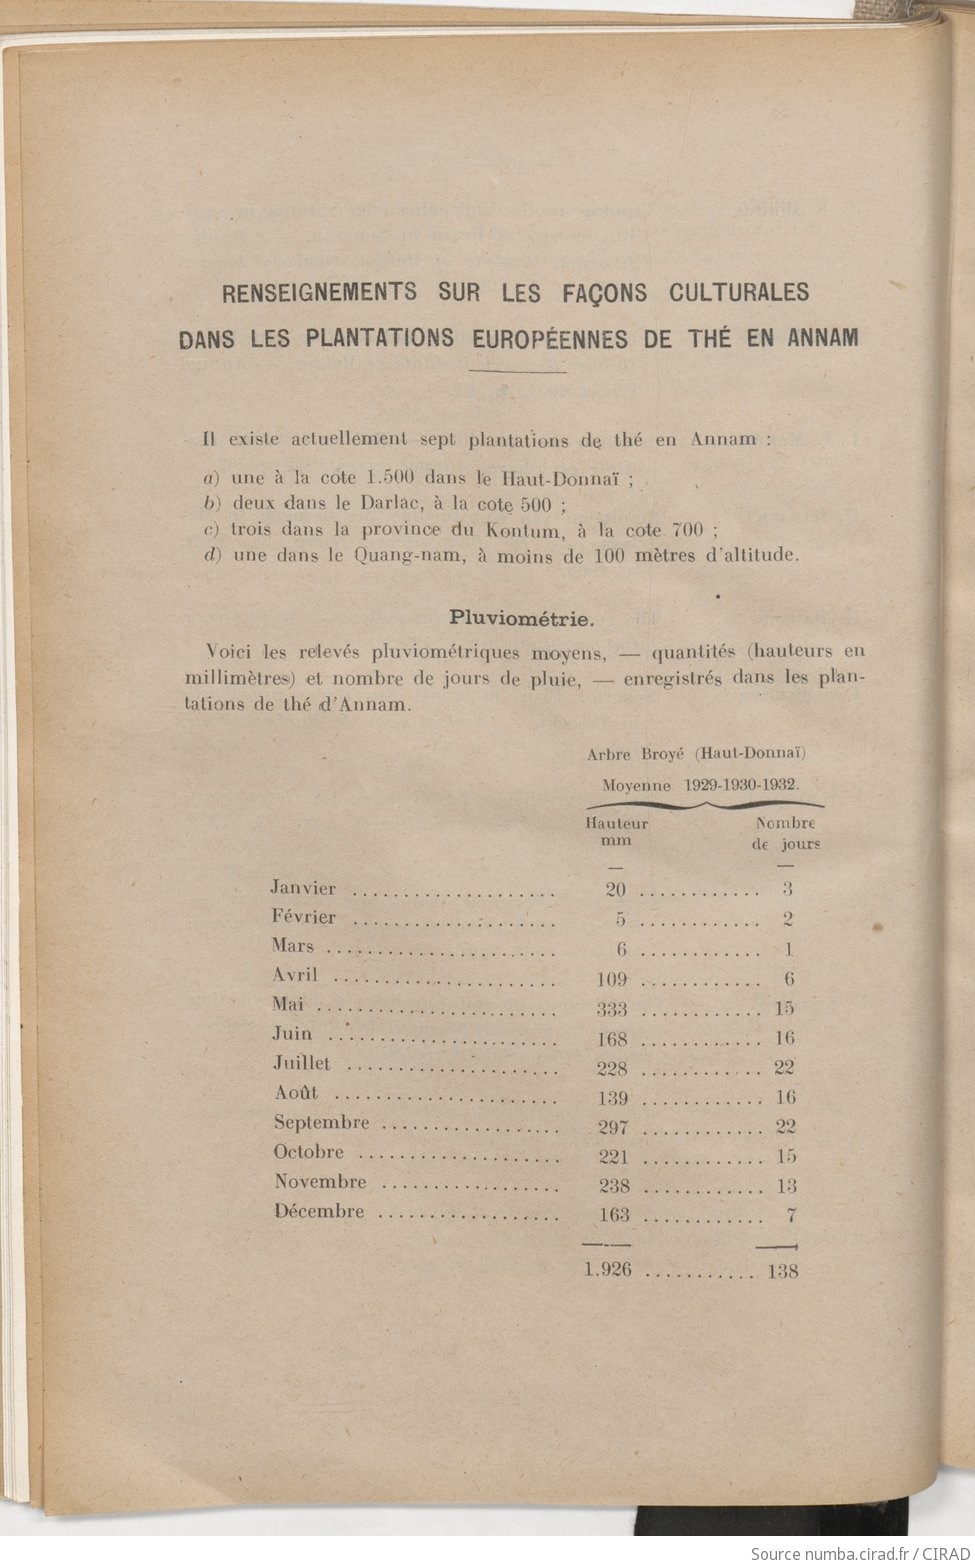 RENSEIGNEMENTS SUR LES FAÇONS CULTURALES
DANS LES PLANTATIONS EUROPÉENNES DE THÉ EN ANNAM
Il existe actuellement sept plantations de thé en Annam :
a) une à la cote 1.500 dans le Haut-Donnaï ;
b) deux dans le Darlac, à la cote 500 ;
c) trois dans la province du Kontum, à la cote 700 ;
d) une dans le Quang-nam, à moins de 100 mètres d'altitude.
Pluviométrie.
Voici les relevés pluviométriques moyens, — quantités (hauteurs en
millimètres) et nombre de jours de pluie, — enregistrés dans les plan-
tations de thé d'Annam.
Arbre Broyé (Haut-Donnaï)
Moyenne 1929-1930-1932.
Hauteur mm Nombre de jours
Janvier .................... 20 ............ 3
Février .................... 5 ............ 2
Mars ...................... 6 ............ 1
Avril ...................... 109 ............ 6
Mai ........................ 333 ............ 15
Juin ....................... 168 ............ 16
Juillet ..................... 228 ............ 22
Août ...................... 139 ............ 16
Septembre .................. 297 ............ 22
Octobre .................... 221 ............ 15
Novembre .................. 238 ............ 13
Décembre .................. 163 ............ 7
1.926 ........... 138
Source numba.cirad.fr / CIRAD